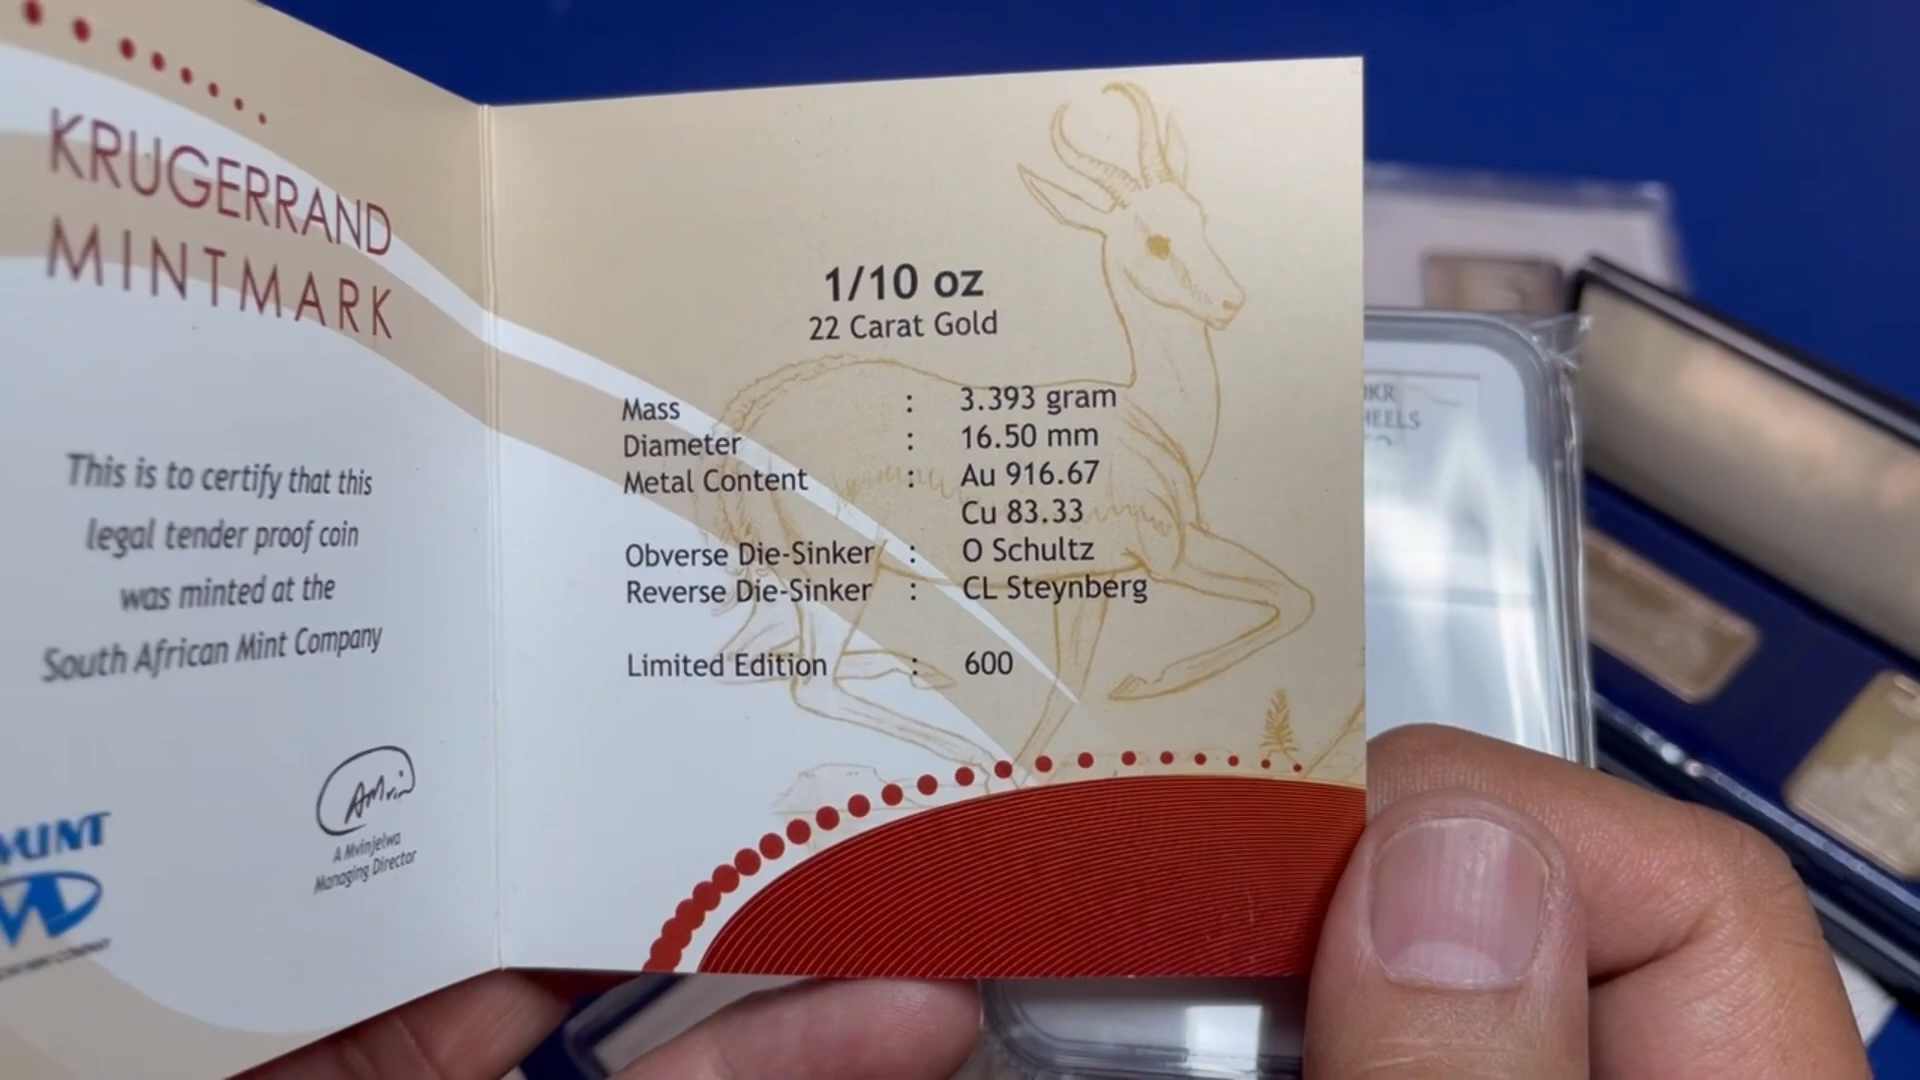 KRUGERRAND
MINTMARK
This is to certify that this
legal tender proof coin
was minted at the
South African Mint Company
A Mvinjelwa
Managing Director
MINT
1/10 oz
22 Carat Gold
Mass : 3.393 gram
Diameter : 16.50 mm
Metal Content : Au 916.67
Cu 83.33
Obverse Die-Sinker : O Schultz
Reverse Die-Sinker : CL Steynberg
Limited Edition : 600